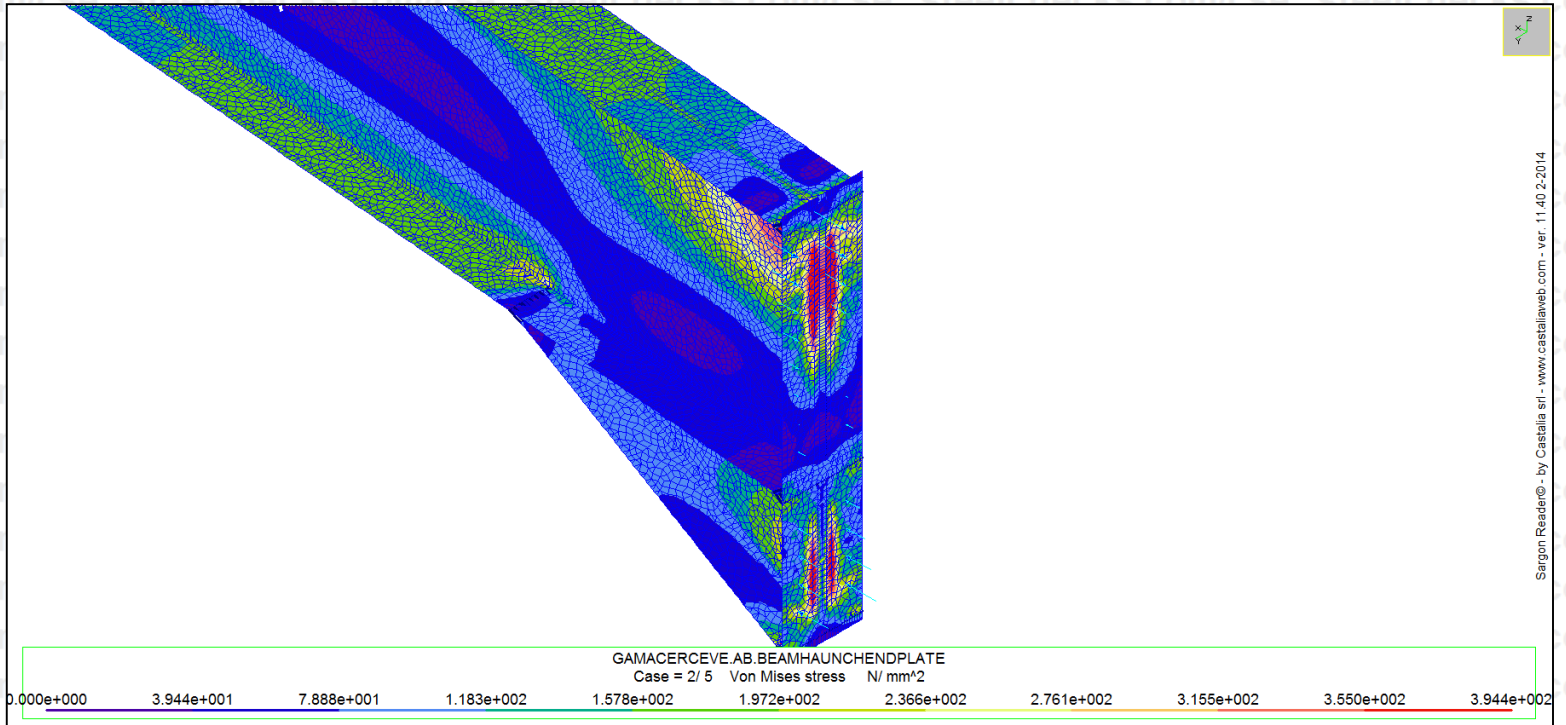 Z
X
Y
Sargon Reader© - by Castalia srl - www.castaliaweb.com - ver. 11.40 2-2014
GAMACERCEVE.AB.BEAMHAUNCHENDPLATE
Case = 2/ 5 Von Mises stress N/ mm^2
0.000e+000 3.944e+001 7.888e+001 1.183e+002 1.578e+002 1.972e+002 2.366e+002 2.761e+002 3.155e+002 3.550e+002 3.944e+002